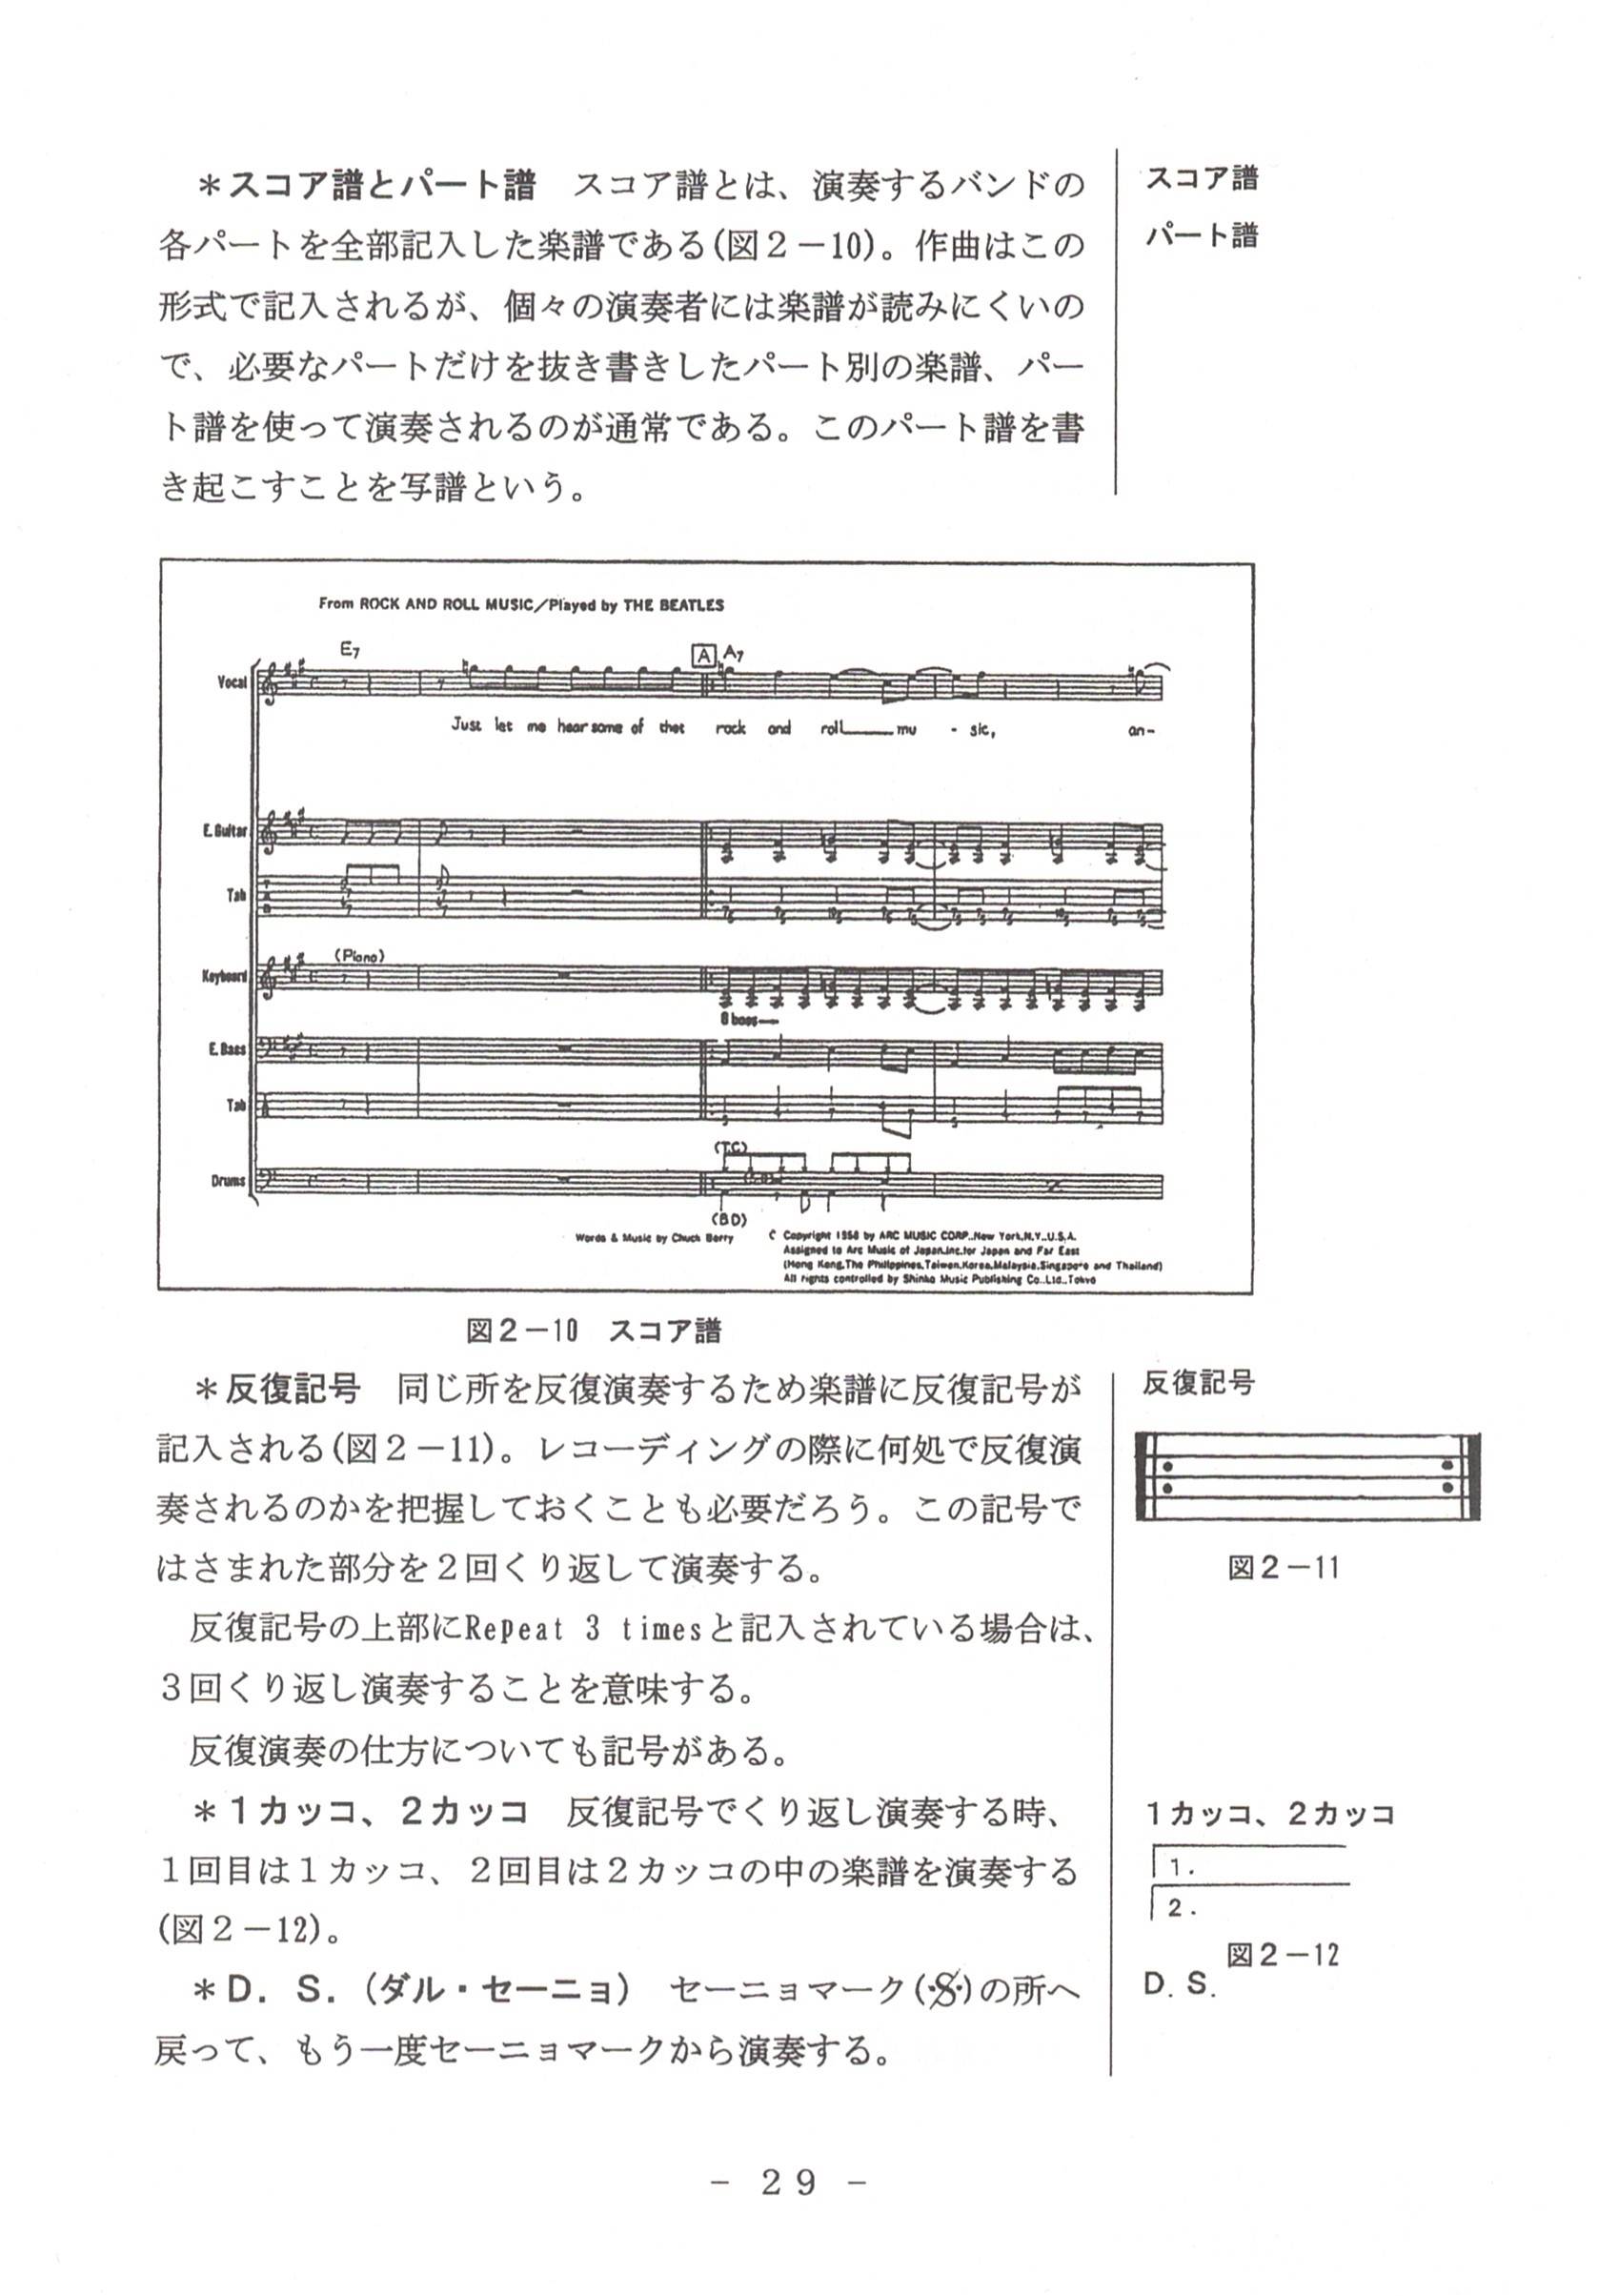 ＊スコア譜とパート譜　スコア譜とは、演奏するバンドの
各パートを全部記入した楽譜である(図２－10)。作曲はこの
形式で記入されるが、個々の演奏者には楽譜が読みにくいの
で、必要なパートだけを抜き書きしたパート別の楽譜、パー
ト譜を使って演奏されるのが通常である。このパート譜を書
き起こすことを写譜という。
スコア譜
パート譜
From ROCK AND ROLL MUSIC／Played by THE BEATLES
E7
A A7
Vocal
Just let me hear some of that rock and roll mu - sic, an-
E.Guitar
Tab
(Piano)
Keyboard
8 bass
E.Bass
Tab
(T.C)
Drums
(BD)
Words & Music by Chuck Berry
C Copyright 1958 by ARC MUSIC CORP., New York, N.Y., U.S.A.
Assigned to Arc Music of Japan.Inc.for Japan and Far East
(Hong Kong,The Philippines,Taiwan,Korea,Malaysia,Singapore and Thailand)
All rights controlled by Shinko Music Publishing Co.,Ltd.,Tokyo
図２－10　スコア譜
＊反復記号　同じ所を反復演奏するため楽譜に反復記号が
記入される(図２－11)。レコーディングの際に何処で反復演
奏されるのかを把握しておくことも必要だろう。この記号で
はさまれた部分を２回くり返して演奏する。
反復記号の上部にRepeat 3 timesと記入されている場合は、
３回くり返し演奏することを意味する。
反復演奏の仕方についても記号がある。
＊１カッコ、２カッコ　反復記号でくり返し演奏する時、
１回目は１カッコ、２回目は２カッコの中の楽譜を演奏する
(図２－12)。
＊D. S.（ダル・セーニョ）　セーニョマーク(𝄋)の所へ
戻って、もう一度セーニョマークから演奏する。
反復記号
図２－11
１カッコ、２カッコ
1.
2.
図２－12
D. S.
－ 29 －